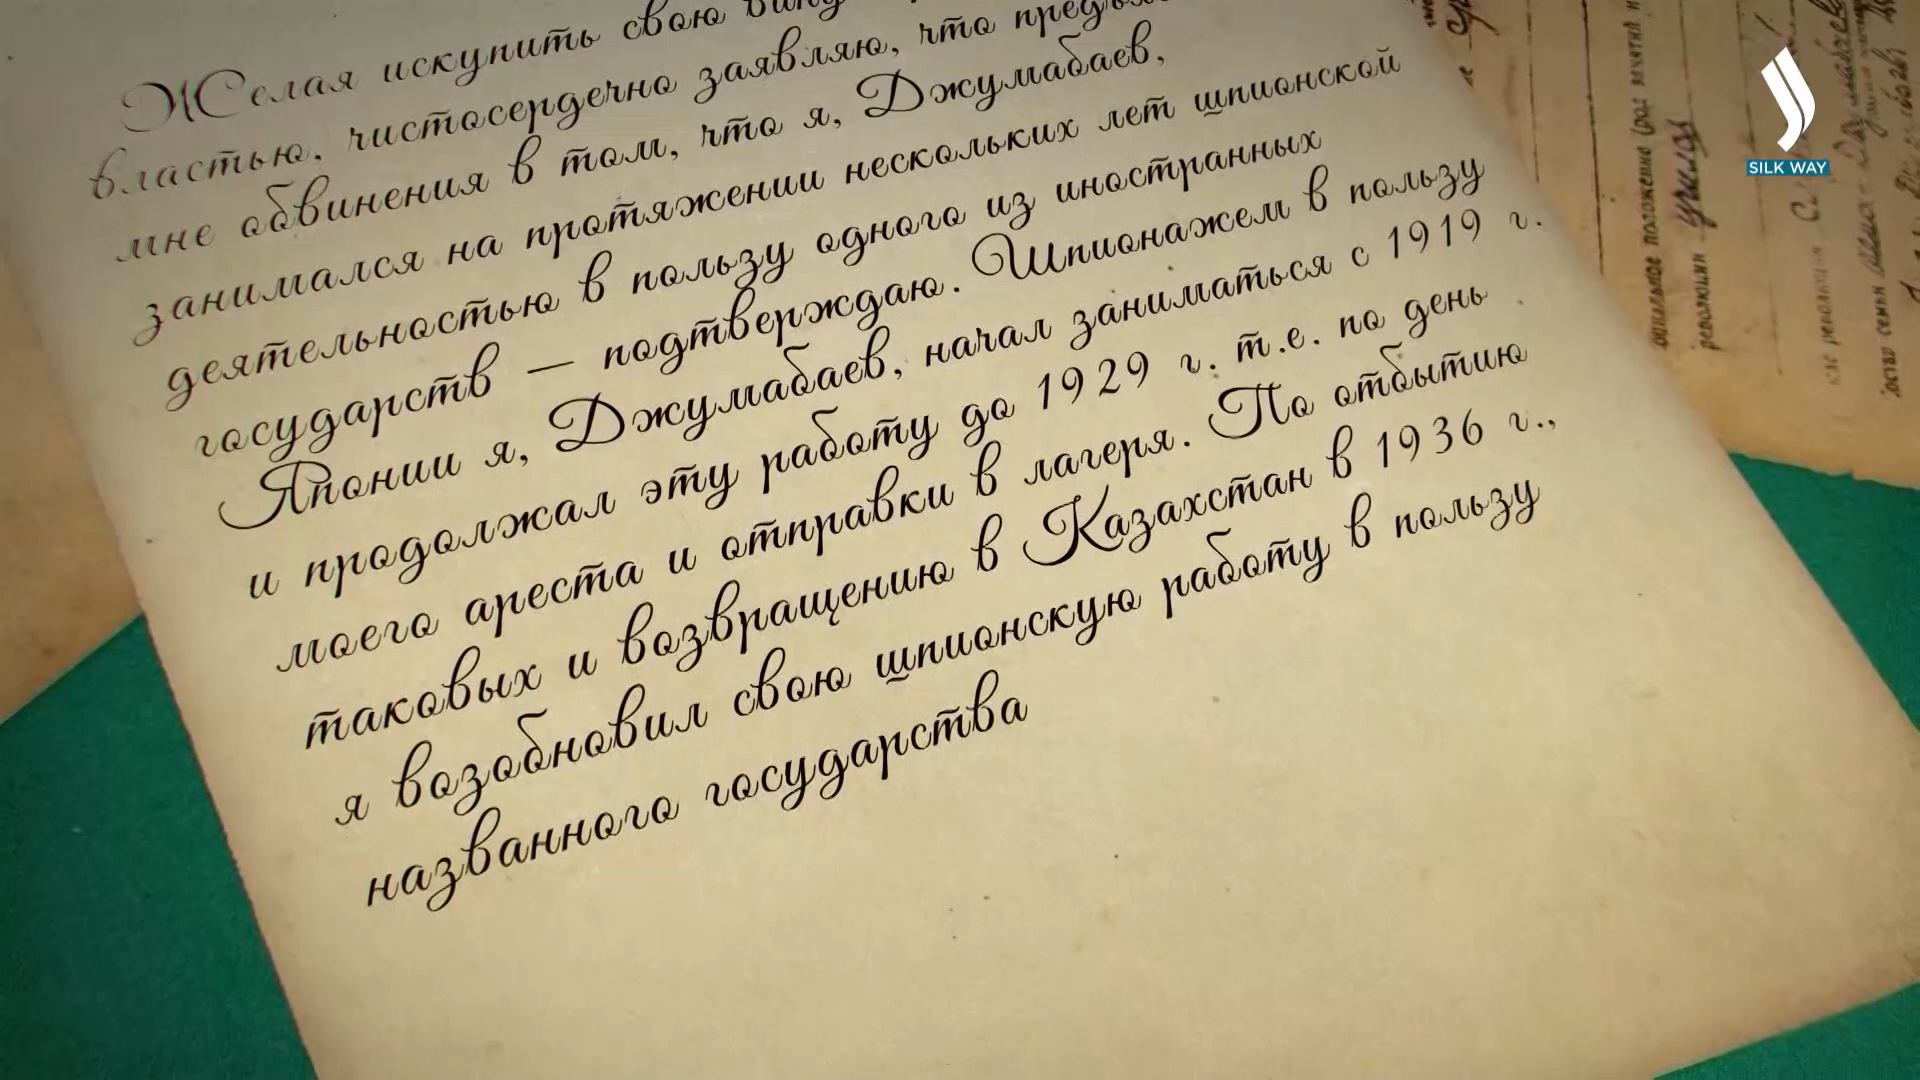 Желая искупить свою вину
властью, чистосердечно заявляю, что
мне обвинения в том, что я, Джумабаев,
занимался на протяжении нескольких лет шпионской
деятельностью в пользу одного из иностранных
государств — подтверждаю. Шпионажем в пользу
Японии я, Джумабаев, начал заниматься с 1919 г.
и продолжал эту работу до 1929 г. т.е. по день
моего ареста и отправки в лагеря. По отбытию
таковых и возвращению в Казахстан в 1936 г.,
я возобновил свою шпионскую работу в пользу
названного государства
SILK WAY